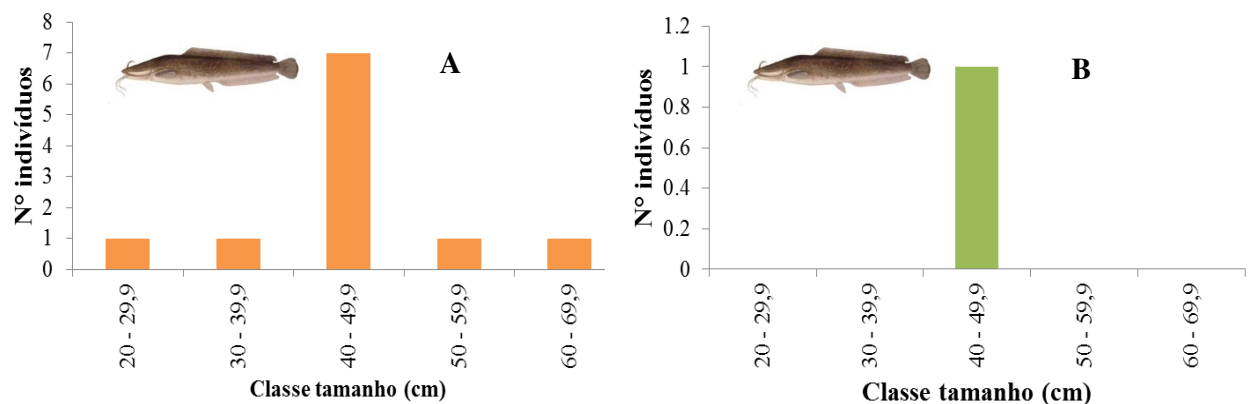 8
7
6
5
4
3
2
1
0
N° indivíduos
A
20 - 29,9
30 - 39,9
40 - 49,9
50 - 59,9
60 - 69,9
Classe tamanho (cm)
1.2
1
0.8
0.6
0.4
0.2
0
N° indivíduos
B
20 - 29,9
30 - 39,9
40 - 49,9
50 - 59,9
60 - 69,9
Classe tamanho (cm)